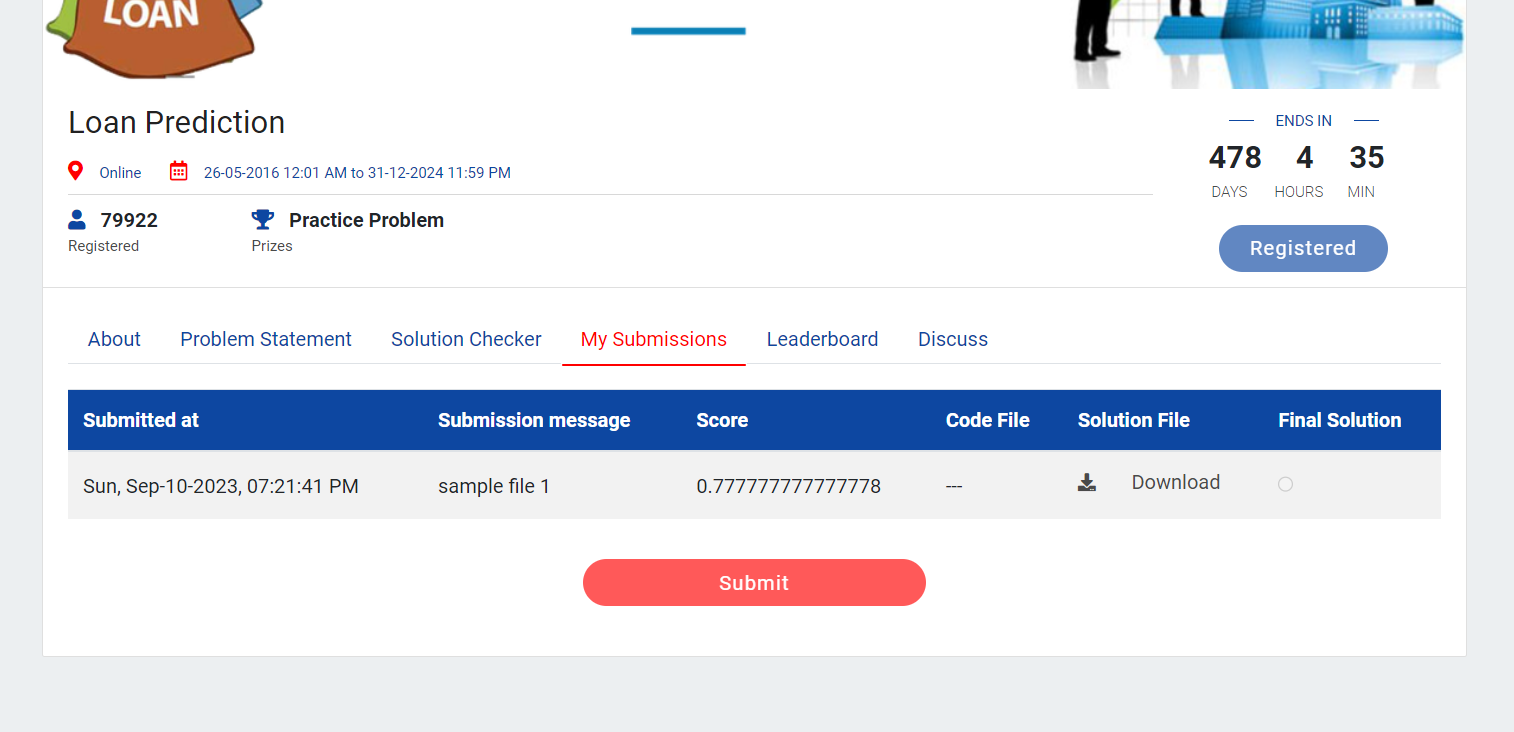 LOAN
Loan Prediction
Online 26-05-2016 12:01 AM to 31-12-2024 11:59 PM
79922 Practice Problem
Registered Prizes
ENDS IN
478 4 35
DAYS HOURS MIN
Registered
About Problem Statement Solution Checker My Submissions Leaderboard Discuss
Submitted at Submission message Score Code File Solution File Final Solution
Sun, Sep-10-2023, 07:21:41 PM sample file 1 0.777777777777778 --- Download
Submit